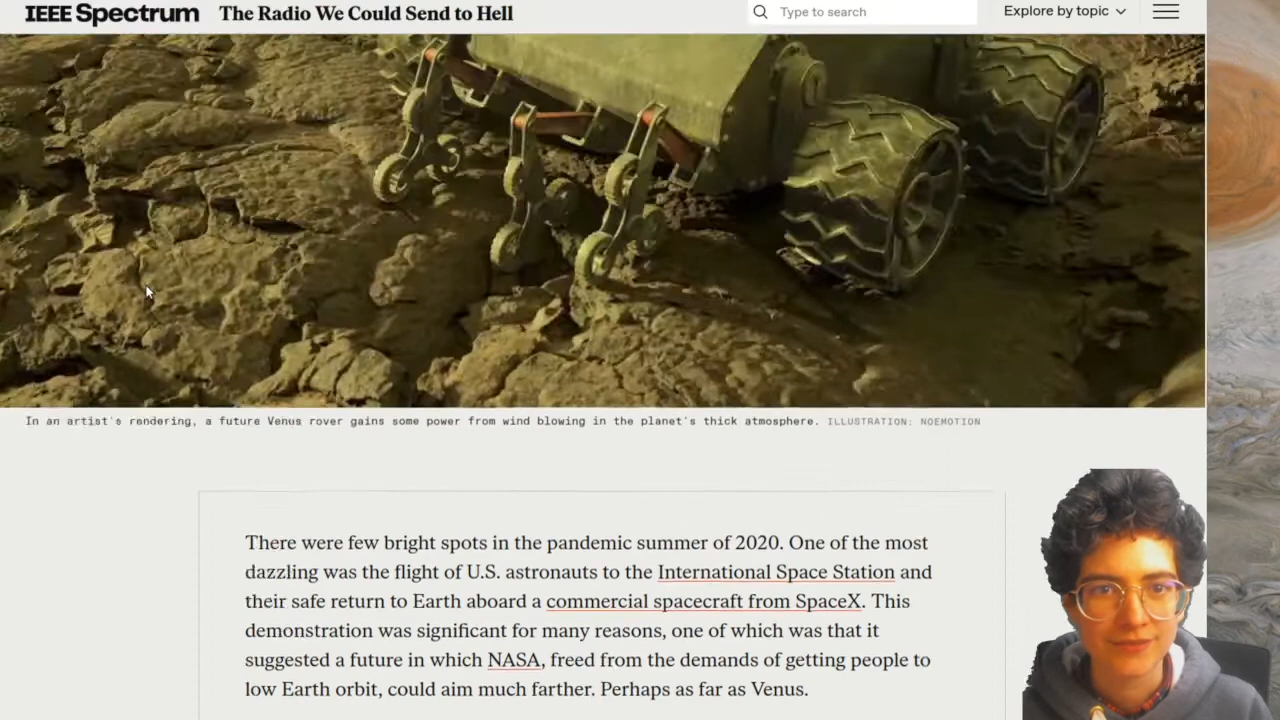 IEEE Spectrum The Radio We Could Send to Hell Type to search Explore by topic
In an artist's rendering, a future Venus rover gains some power from wind blowing in the planet's thick atmosphere. ILLUSTRATION: NOEMOTION
There were few bright spots in the pandemic summer of 2020. One of the most
dazzling was the flight of U.S. astronauts to the International Space Station and
their safe return to Earth aboard a commercial spacecraft from SpaceX. This
demonstration was significant for many reasons, one of which was that it
suggested a future in which NASA, freed from the demands of getting people to
low Earth orbit, could aim much farther. Perhaps as far as Venus.